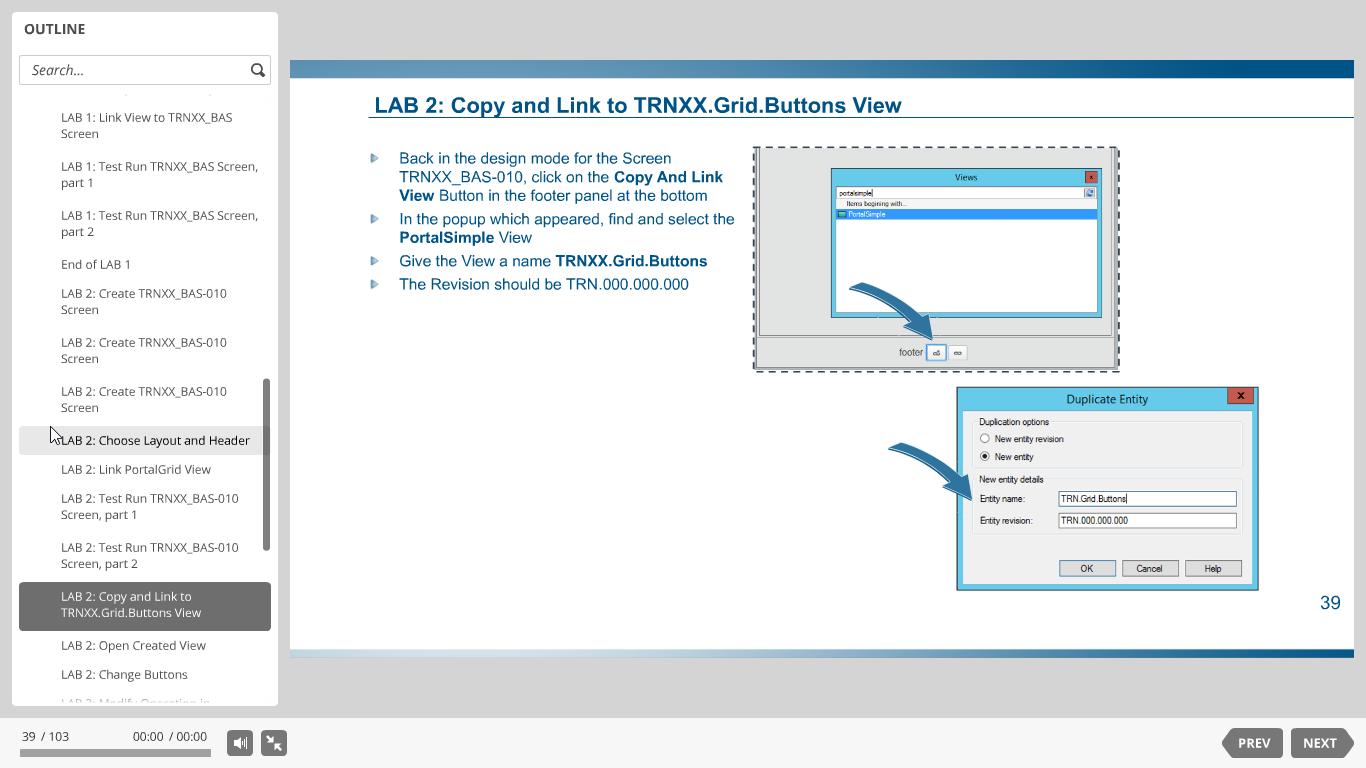 OUTLINE
Search...
LAB 1: Link View to TRNXX_BAS
Screen
LAB 1: Test Run TRNXX_BAS Screen,
part 1
LAB 1: Test Run TRNXX_BAS Screen,
part 2
End of LAB 1
LAB 2: Create TRNXX_BAS-010
Screen
LAB 2: Create TRNXX_BAS-010
Screen
LAB 2: Create TRNXX_BAS-010
Screen
LAB 2: Choose Layout and Header
LAB 2: Link PortalGrid View
LAB 2: Test Run TRNXX_BAS-010
Screen, part 1
LAB 2: Test Run TRNXX_BAS-010
Screen, part 2
LAB 2: Copy and Link to
TRNXX.Grid.Buttons View
LAB 2: Open Created View
LAB 2: Change Buttons
LAB 2: Modify Operation in
LAB 2: Copy and Link to TRNXX.Grid.Buttons View
Back in the design mode for the Screen
TRNXX_BAS-010, click on the Copy And Link
View Button in the footer panel at the bottom
In the popup which appeared, find and select the
PortalSimple View
Give the View a name TRNXX.Grid.Buttons
The Revision should be TRN.000.000.000
Views
x
portalsimple
Items begining with...
PortalSimple
footer
Duplicate Entity
X
Duplication options
New entity revision
New entity
New entity details
Entity name: TRN.Grid.Buttons
Entity revision: TRN.000.000.000
OK Cancel Help
39
39 / 103 00:00 / 00:00
PREV NEXT